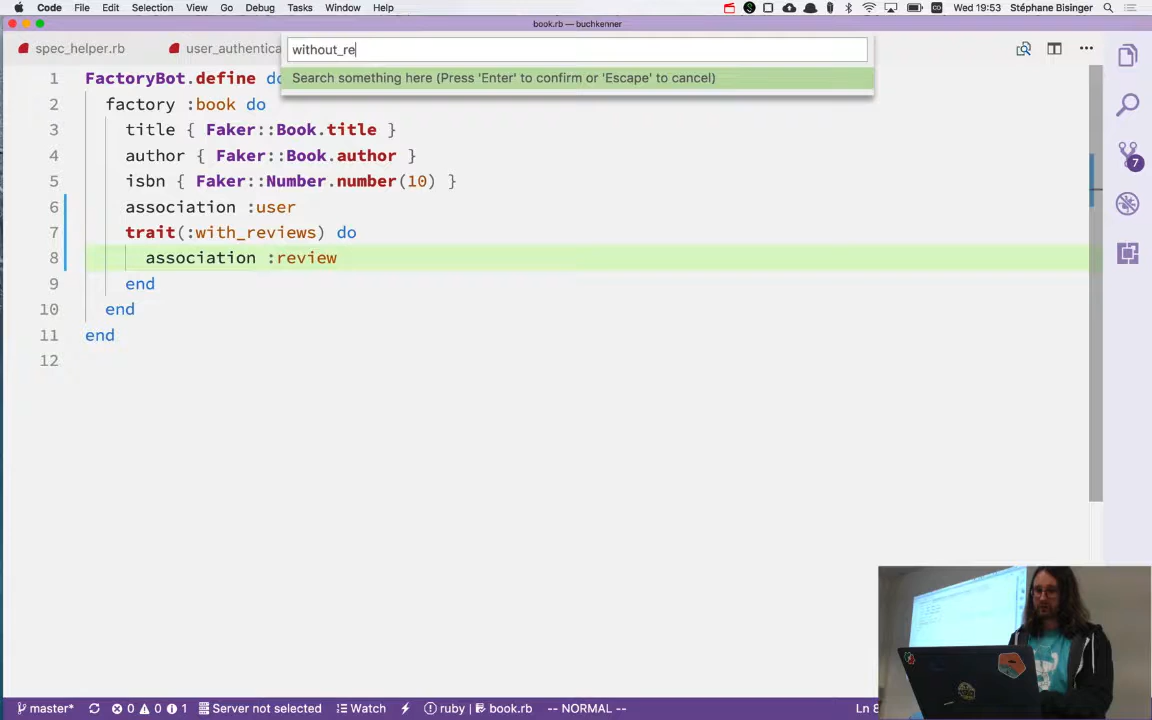 Code File Edit Selection View Go Debug Tasks Window Help Wed 19:53 Stéphane Bisinger
book.rb — buchkenner
spec_helper.rb user_authentica without_re
Search something here (Press 'Enter' to confirm or 'Escape' to cancel)
1 FactoryBot.define do
2 factory :book do
3 title { Faker::Book.title }
4 author { Faker::Book.author }
5 isbn { Faker::Number.number(10) }
6 association :user
7 trait(:with_reviews) do
8 association :review
9 end
10 end
11 end
12
7
master* 0 0 1 Server not selected Watch ruby | book.rb -- NORMAL -- Ln 8